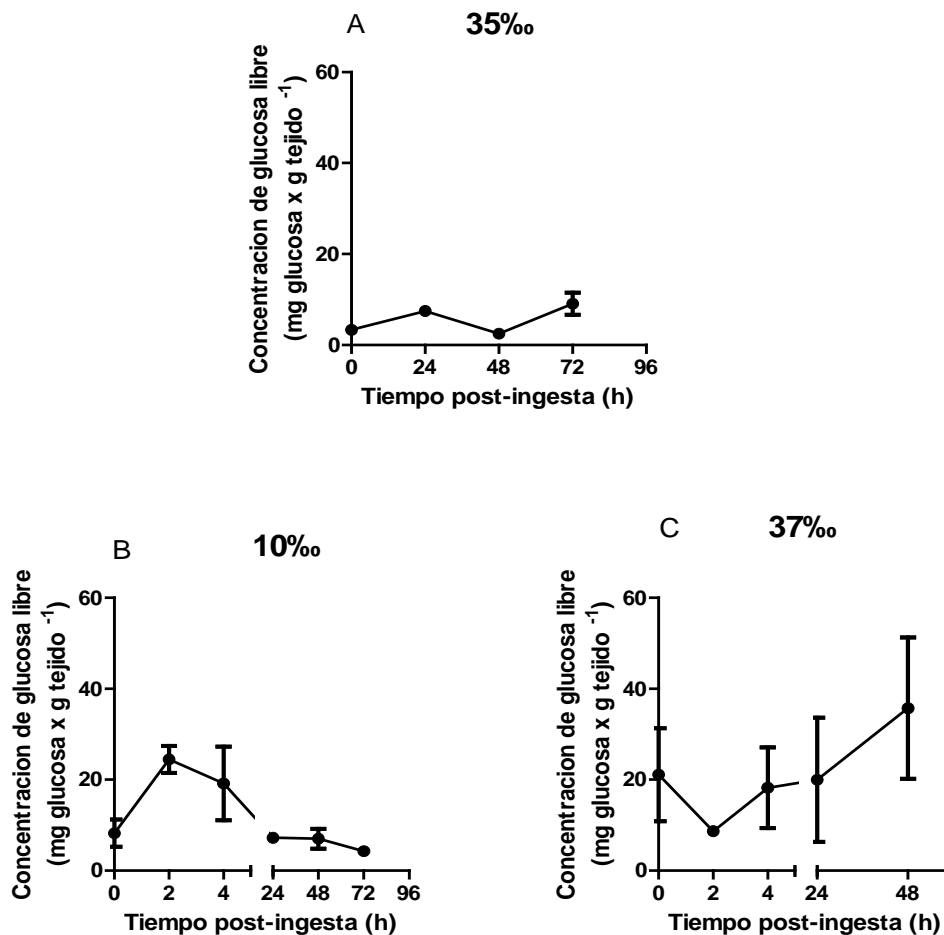 A 35‰
Concentracion de glucosa libre
(mg glucosa x g tejido -1)
60
40
20
0
0 24 48 72 96
Tiempo post-ingesta (h)
B 10‰
Concentracion de glucosa libre
(mg glucosa x g tejido -1)
60
40
20
0
0 2 4 24 48 72 96
Tiempo post-ingesta (h)
C 37‰
Concentracion de glucosa libre
(mg glucosa x g tejido -1)
60
40
20
0
0 2 4 24 48
Tiempo post-ingesta (h)